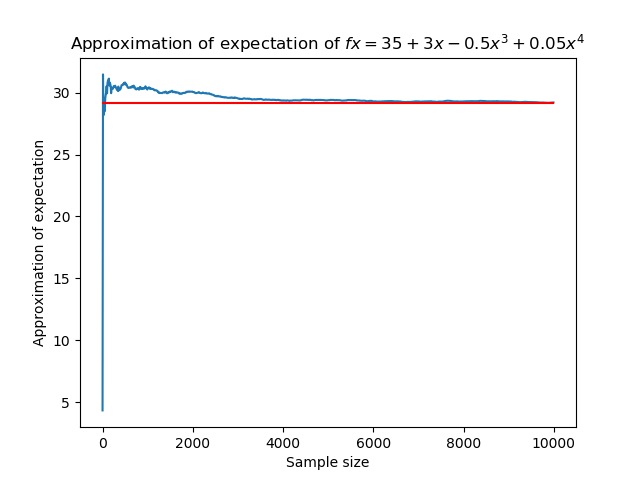 Approximation of expectation of fx = 35 + 3x − 0.5x³ + 0.05x⁴
30
25
20
15
10
5
Approximation of expectation
0 2000 4000 6000 8000 10000
Sample size